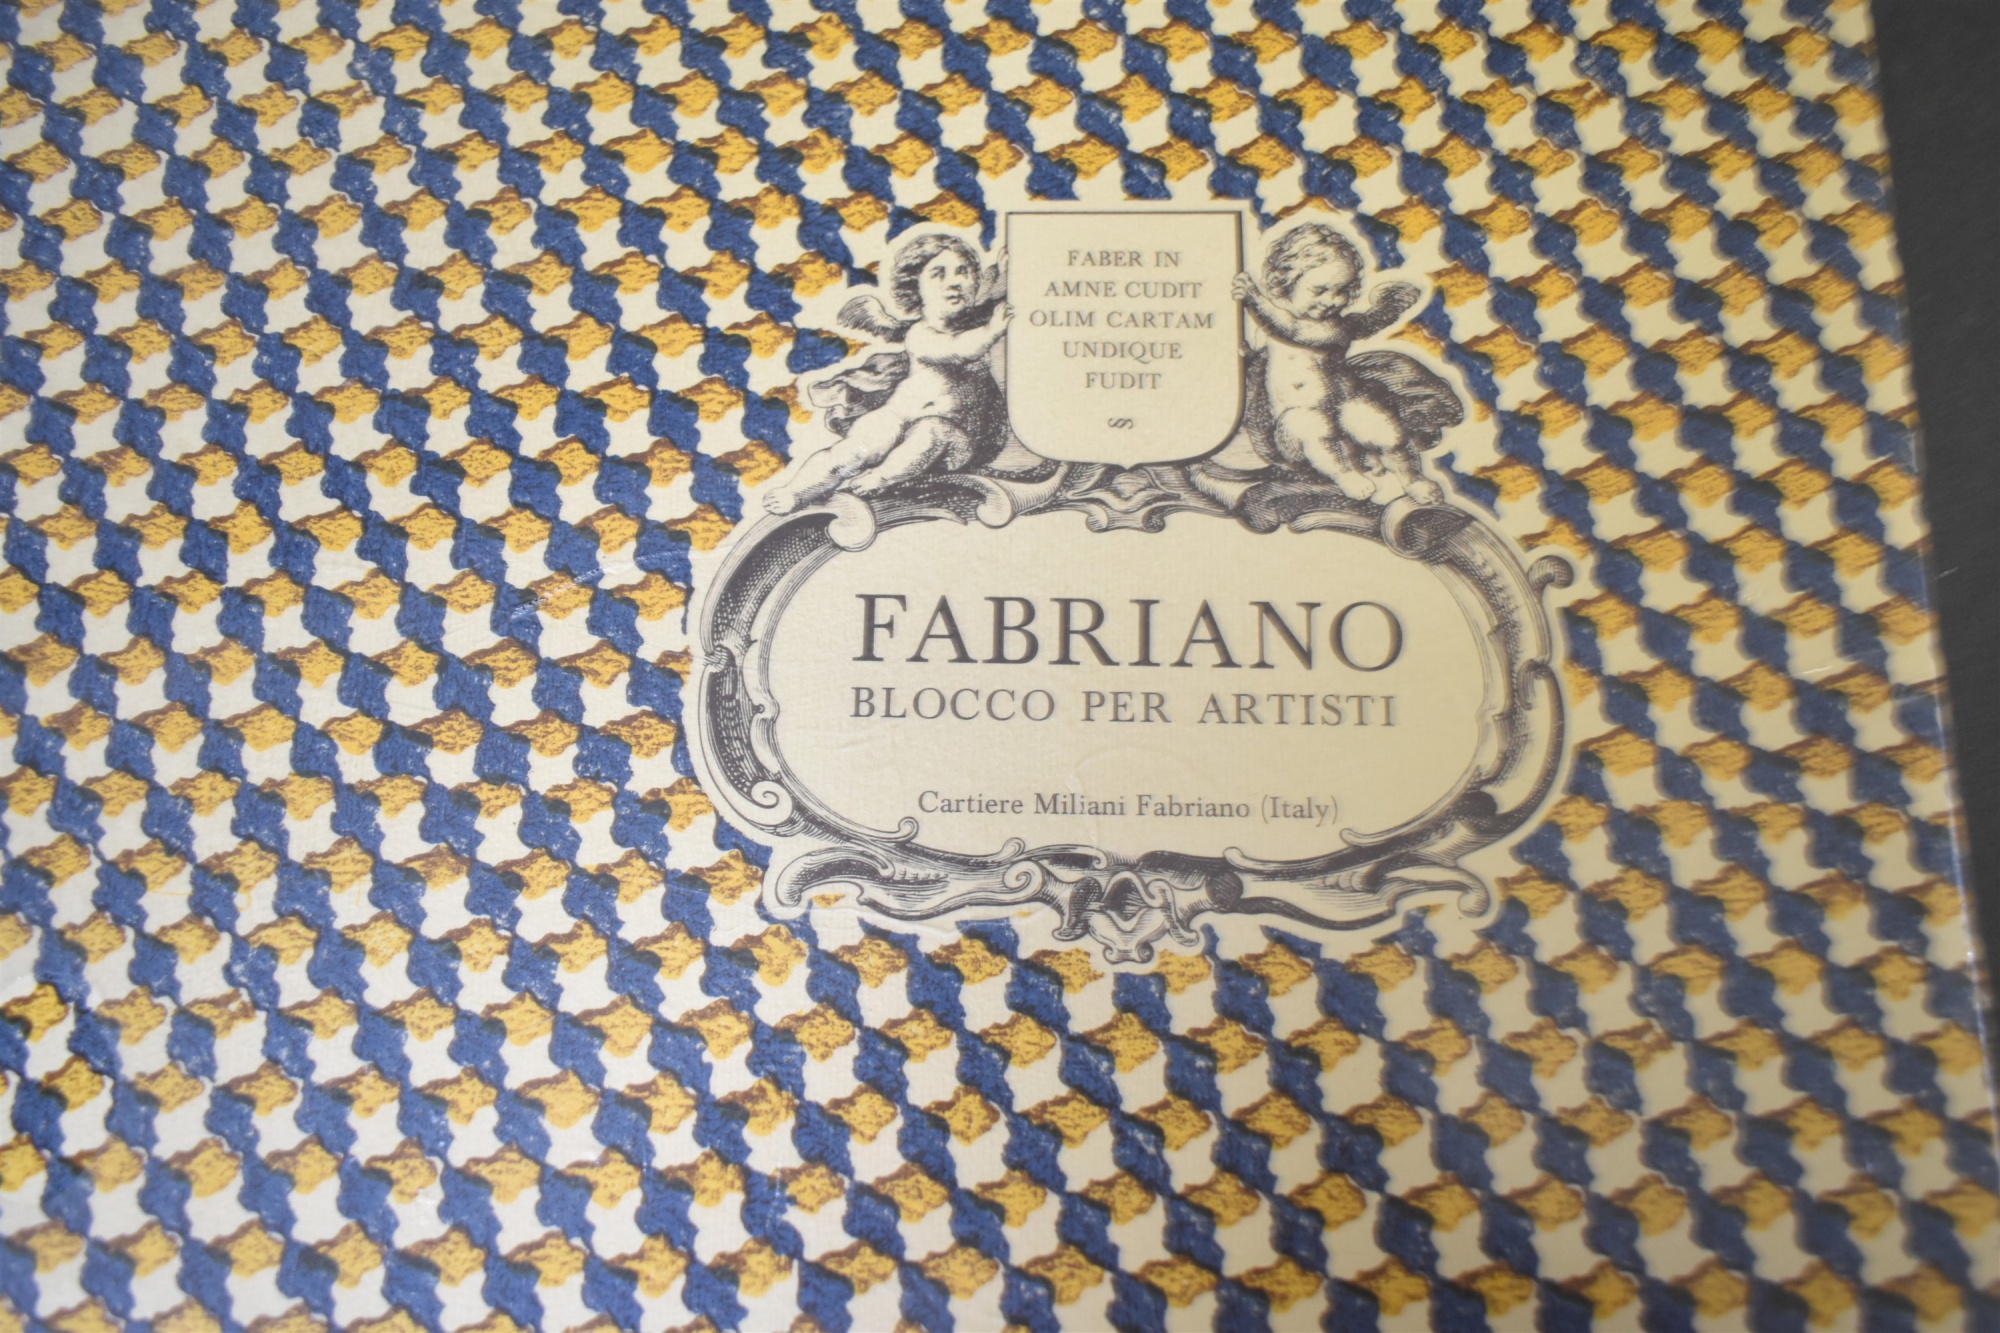 FABER IN
AMNE CUDIT
OLIM CARTAM
UNDIQUE
FUDIT
FABRIANO
BLOCCO PER ARTISTI
Cartiere Miliani Fabriano (Italy)